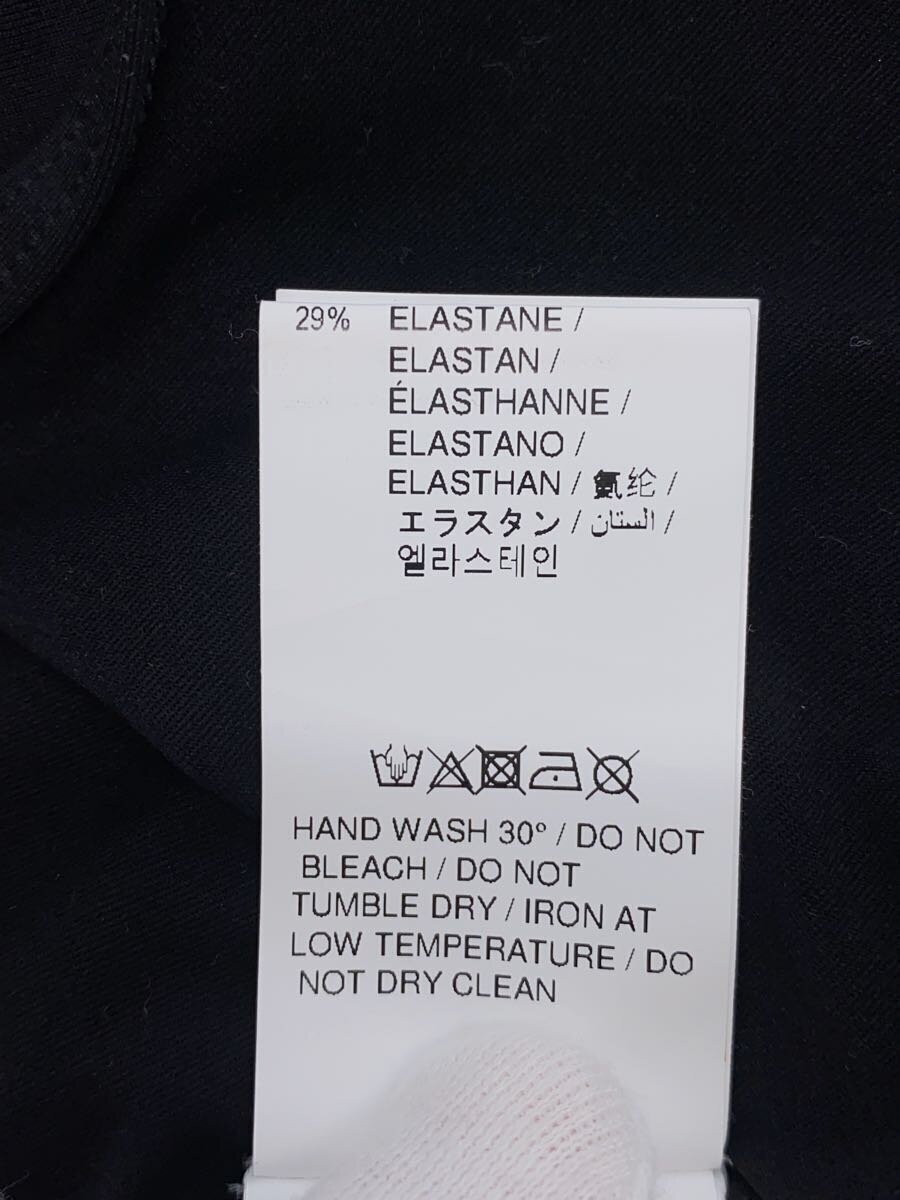 29% ELASTANE /
ELASTAN /
ÉLASTHANNE /
ELASTANO /
ELASTHAN / 氨纶 /
エラスタン / الستان /
엘라스테인
HAND WASH 30° / DO NOT
BLEACH / DO NOT
TUMBLE DRY / IRON AT
LOW TEMPERATURE / DO
NOT DRY CLEAN